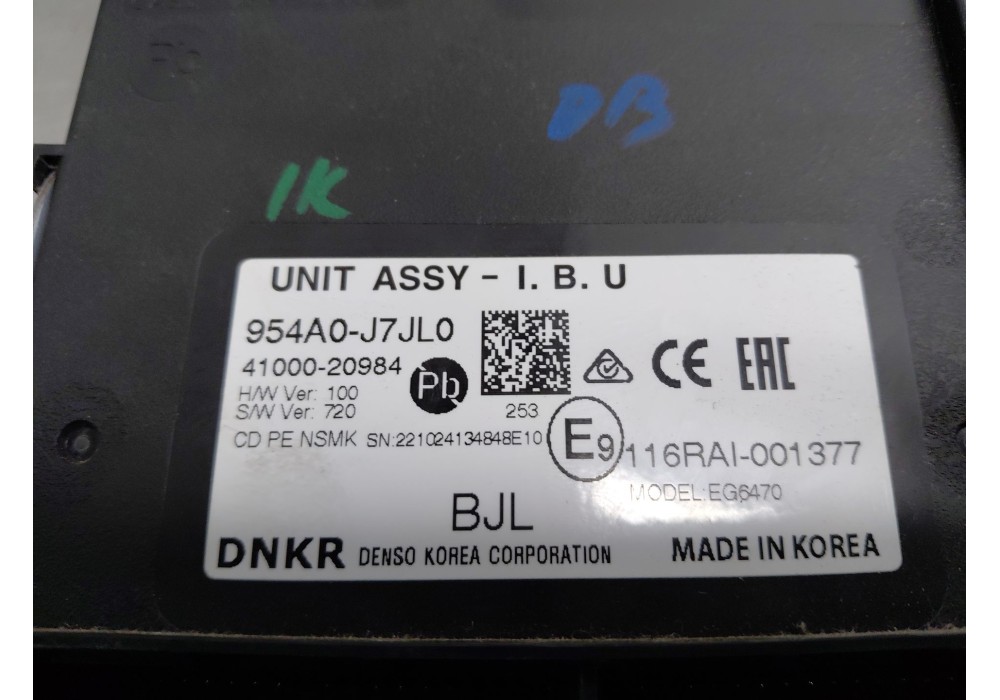 DB
IK
UNIT ASSY - I. B. U
954A0-J7JL0
41000-20984
Pb
H/W Ver: 100
S/W Ver: 720
253
CE
EAC
CD PE NSMK SN:221024134848E10
E9
116RAI-001377
MODEL:EG6470
BJL
DNKR DENSO KOREA CORPORATION
MADE IN KOREA